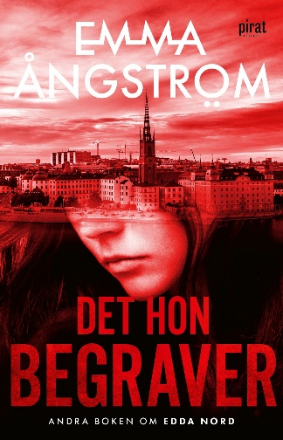 pirat
EMMA
ÅNGSTRÖM
DET HON
BEGRAVER
ANDRA BOKEN OM EDDA NORD